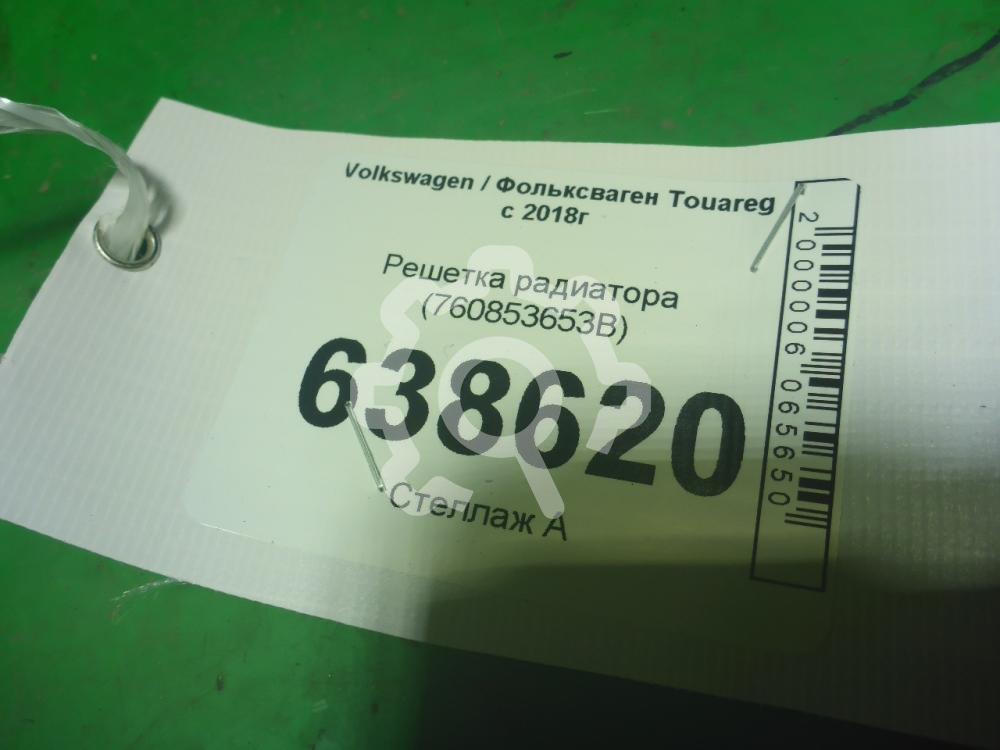 Volkswagen / Фольксваген Touareg
с 2018г
Решетка радиатора
(760853653B)
638620
Стеллаж А
2000006065650